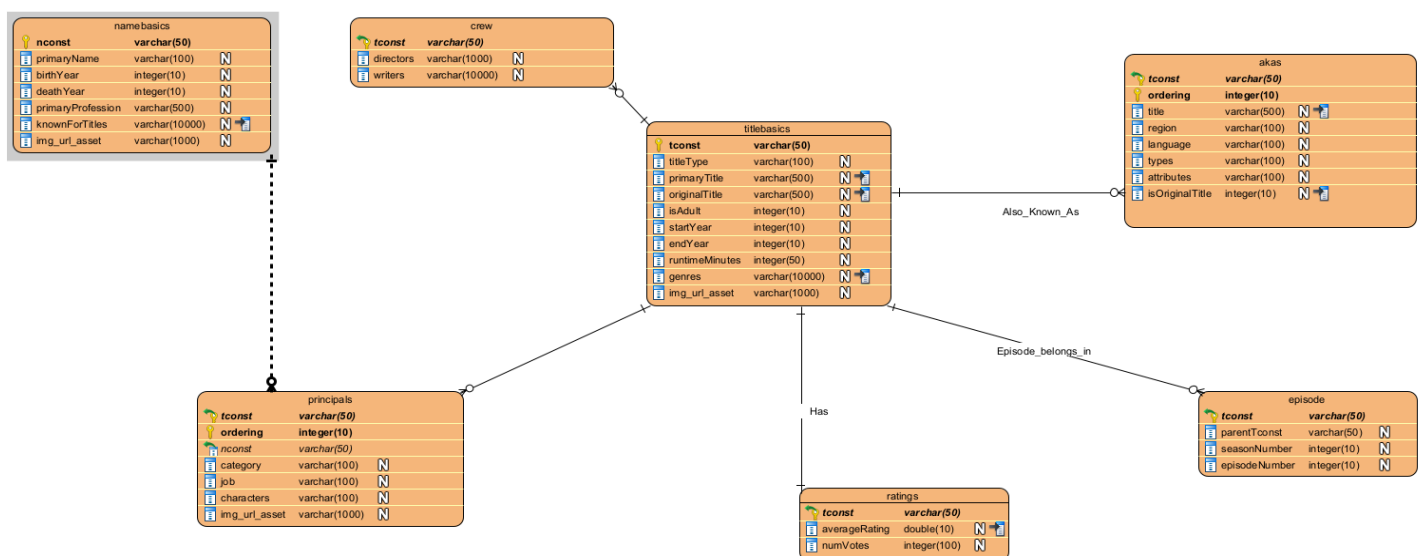 namebasics
nconst varchar(50)
primaryName varchar(100) N
birthYear integer(10) N
deathYear integer(10) N
primaryProfession varchar(500) N
knownForTitles varchar(10000) N
img_url_asset varchar(1000) N
crew
tconst varchar(50)
directors varchar(1000) N
writers varchar(10000) N
akas
tconst varchar(50)
ordering integer(10)
title varchar(500) N
region varchar(100) N
language varchar(100) N
types varchar(100) N
attributes varchar(100) N
isOriginalTitle integer(10) N
titlebasics
tconst varchar(50)
titleType varchar(100) N
primaryTitle varchar(500) N
originalTitle varchar(500) N
isAdult integer(10) N
startYear integer(10) N
endYear integer(10) N
runtimeMinutes integer(50) N
genres varchar(10000) N
img_url_asset varchar(1000) N
Also_Known_As
Episode_belongs_in
Has
principals
tconst varchar(50)
ordering integer(10)
nconst varchar(50)
category varchar(100) N
job varchar(100) N
characters varchar(100) N
img_url_asset varchar(1000) N
episode
tconst varchar(50)
parentTconst varchar(50) N
seasonNumber integer(10) N
episodeNumber integer(10) N
ratings
tconst varchar(50)
averageRating double(10) N
numVotes integer(100) N